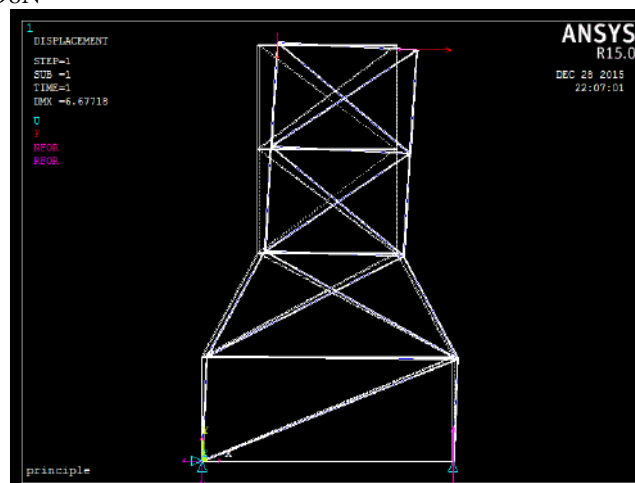 1
DISPLACEMENT
STEP=1
SUB =1
TIME=1
DMX =6.67718
U
F
NFOR
RFOR
ANSYS
R15.0
DEC 28 2015
22:07:01
X
principle